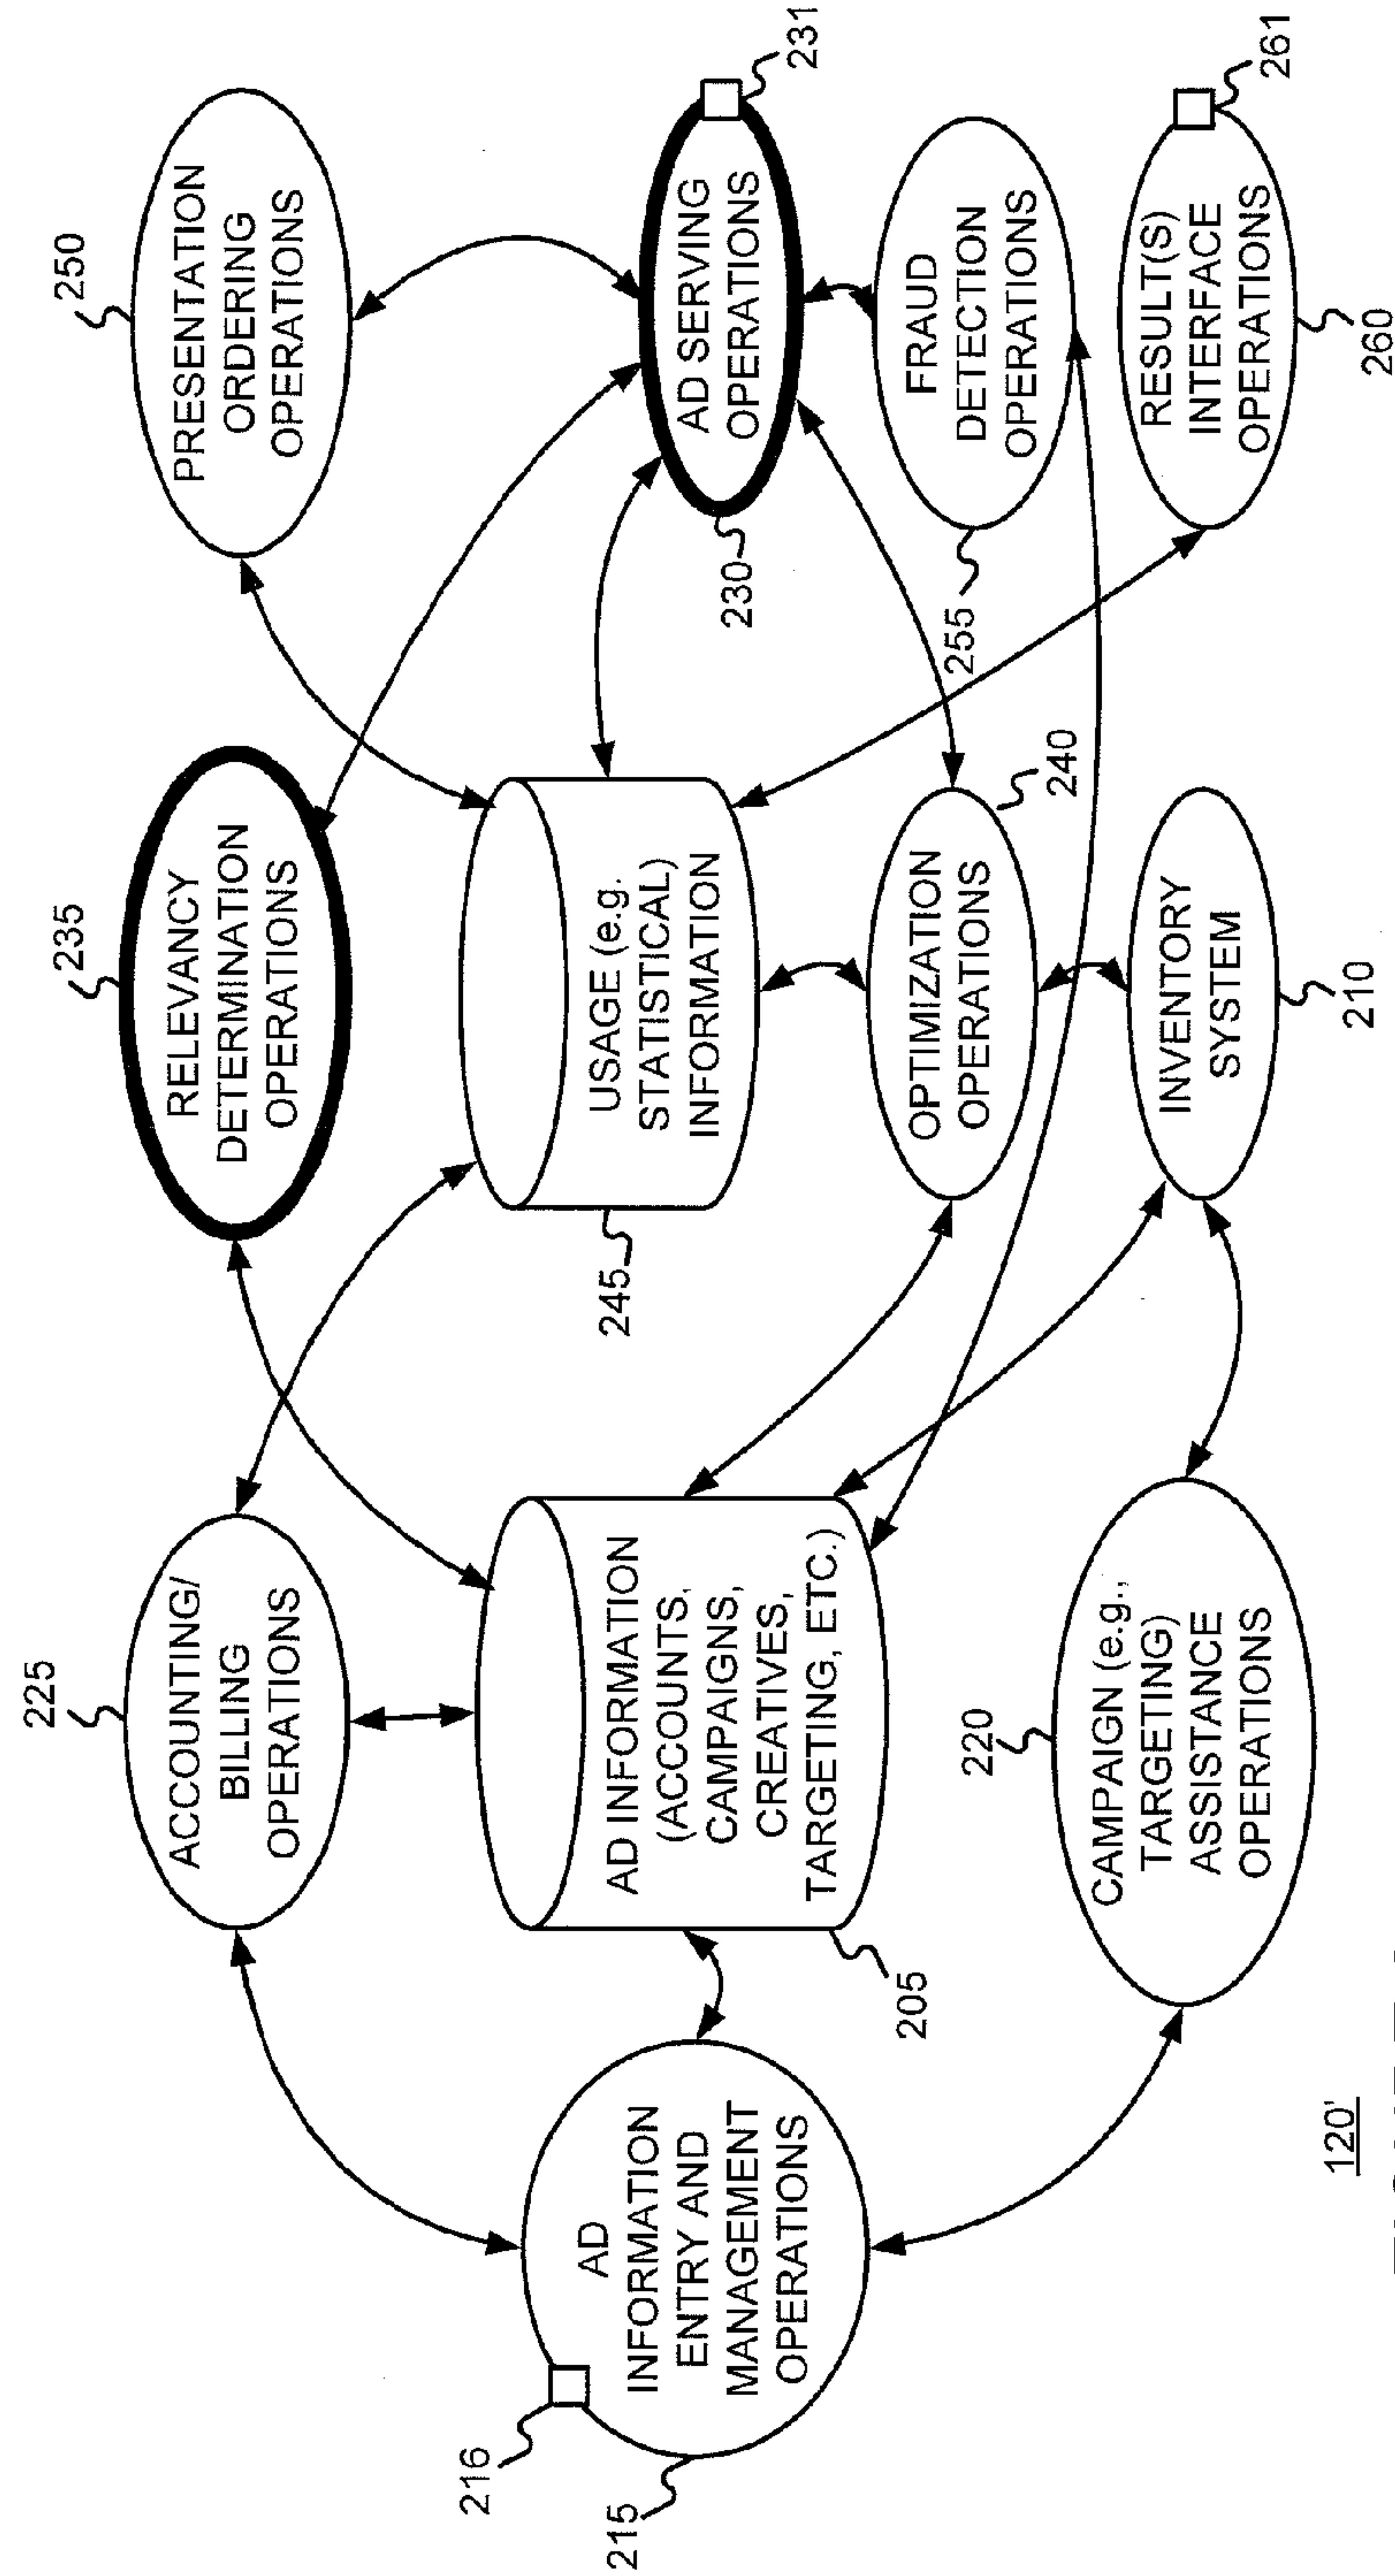 250
PRESENTATION
ORDERING
OPERATIONS
231
AD SERVING
OPERATIONS
230
FRAUD
DETECTION
OPERATIONS
255
RESULT(S)
INTERFACE
OPERATIONS
261
260
235
RELEVANCY
DETERMINATION
OPERATIONS
USAGE (e.g.
STATISTICAL)
INFORMATION
245
240
OPTIMIZATION
OPERATIONS
INVENTORY
SYSTEM
210
225
ACCOUNTING/
BILLING
OPERATIONS
AD INFORMATION
(ACCOUNTS,
CAMPAIGNS,
CREATIVES,
TARGETING, ETC.)
205
220
CAMPAIGN (e.g.,
TARGETING)
ASSISTANCE
OPERATIONS
216
AD
INFORMATION
ENTRY AND
MANAGEMENT
OPERATIONS
215
120'